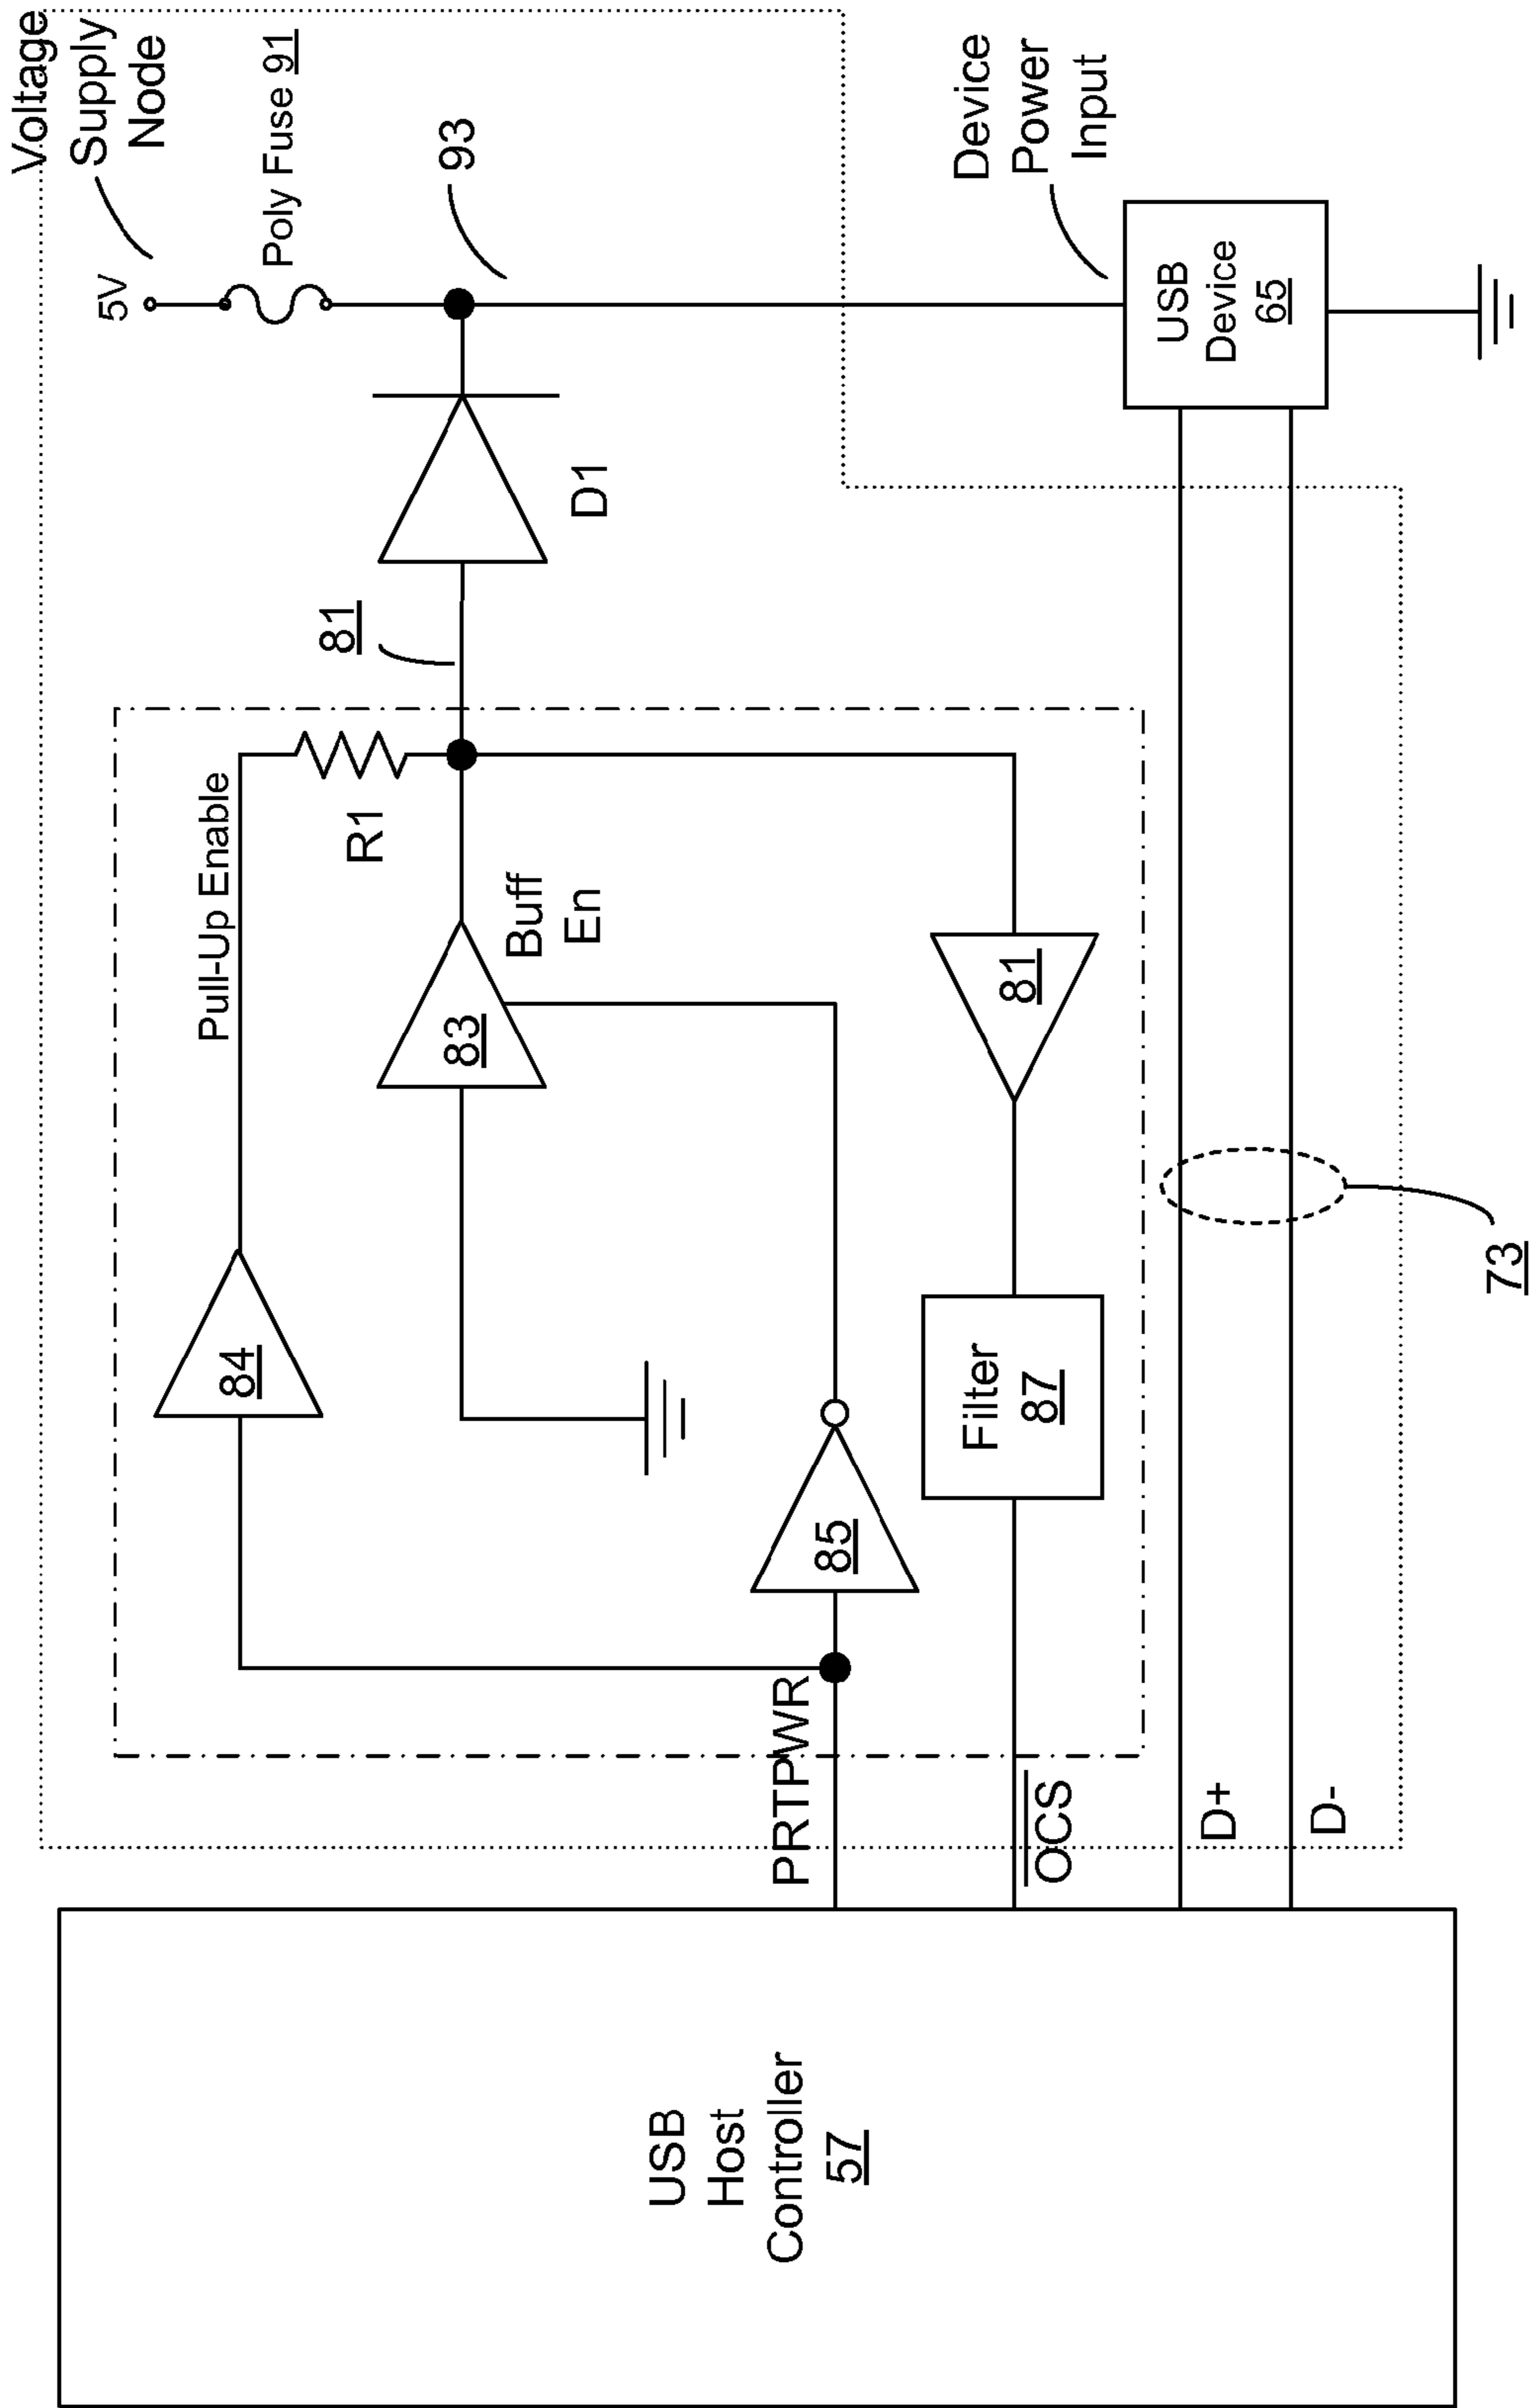 Voltage
Supply
Node
5V
Poly Fuse 91
93
Device
Power
Input
USB
Device
65
D1
81
Pull-Up Enable
R1
Buff
En
83
84
85
81
Filter
87
PRTPWR
OCS
D+
D-
73
USB
Host
Controller
57